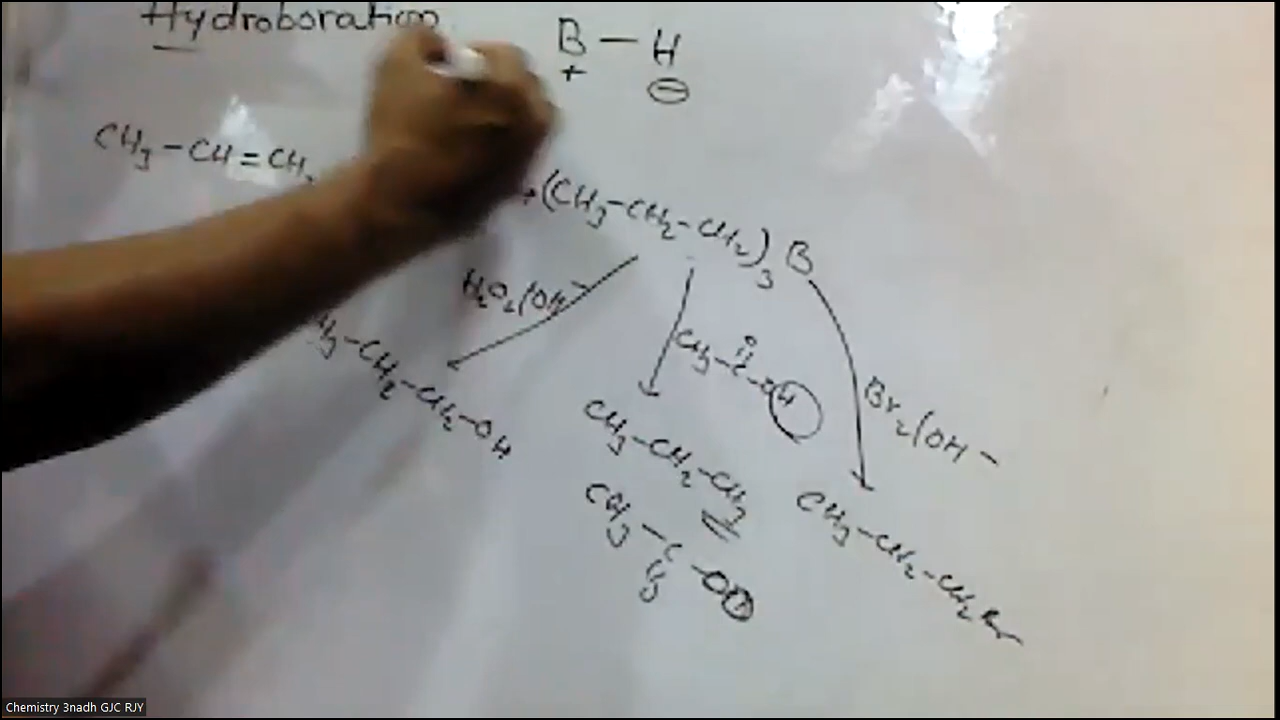 Hydroboration
B — H
+ ⊖
CH3 – CH = CH2
(CH3 – CH2 – CH2)3 B
H2O2/OH–
CH3 – C – OH
O
Br2/OH –
H3 – CH2 – CH2 – OH
CH3 – CH2 – CH3
CH3 – CH2 – CH2 Br
CH3 – C – O
Chemistry 3nadh GJC RJY